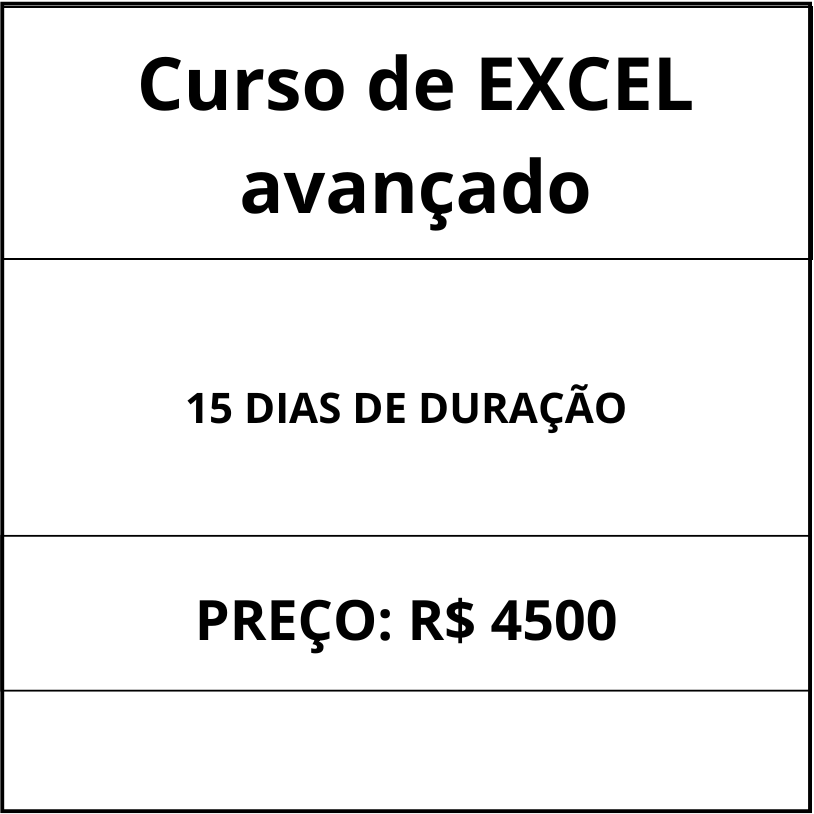 Curso de EXCEL
avançado
15 DIAS DE DURAÇÃO
PREÇO: R$ 4500